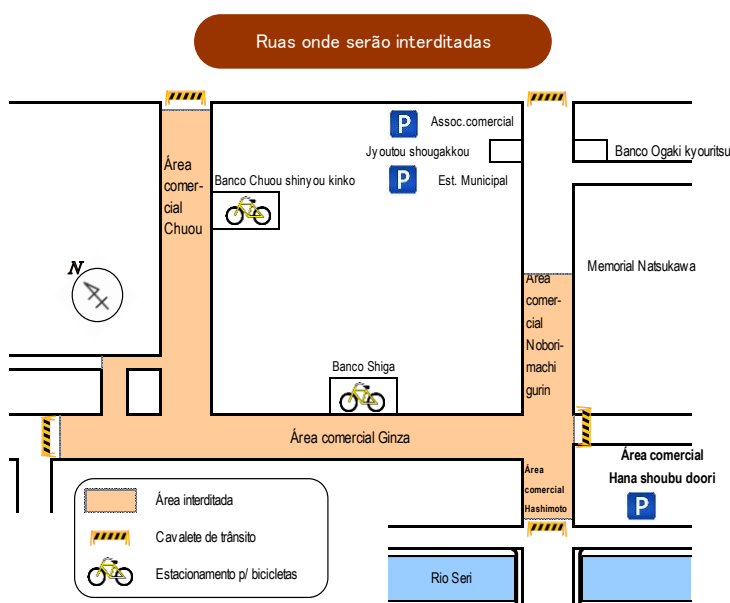 Ruas onde serão interditadas
P
Assoc.comercial
Jyoutou shougakkou
Banco Ogaki kyouritsu
P
Est. Municipal
Área
comer-
cial
Chuou
Banco Chuou shinyou kinko
N
Memorial Natsukawa
Área
comer-
cial
Nobori-
machi
gurin
Banco Shiga
Área comercial Ginza
Área comercial
Hana shoubu doori
P
Área
comercial
Hashimoto
Área interditada
Cavalete de trânsito
Estacionamento p/ bicicletas
Rio Seri